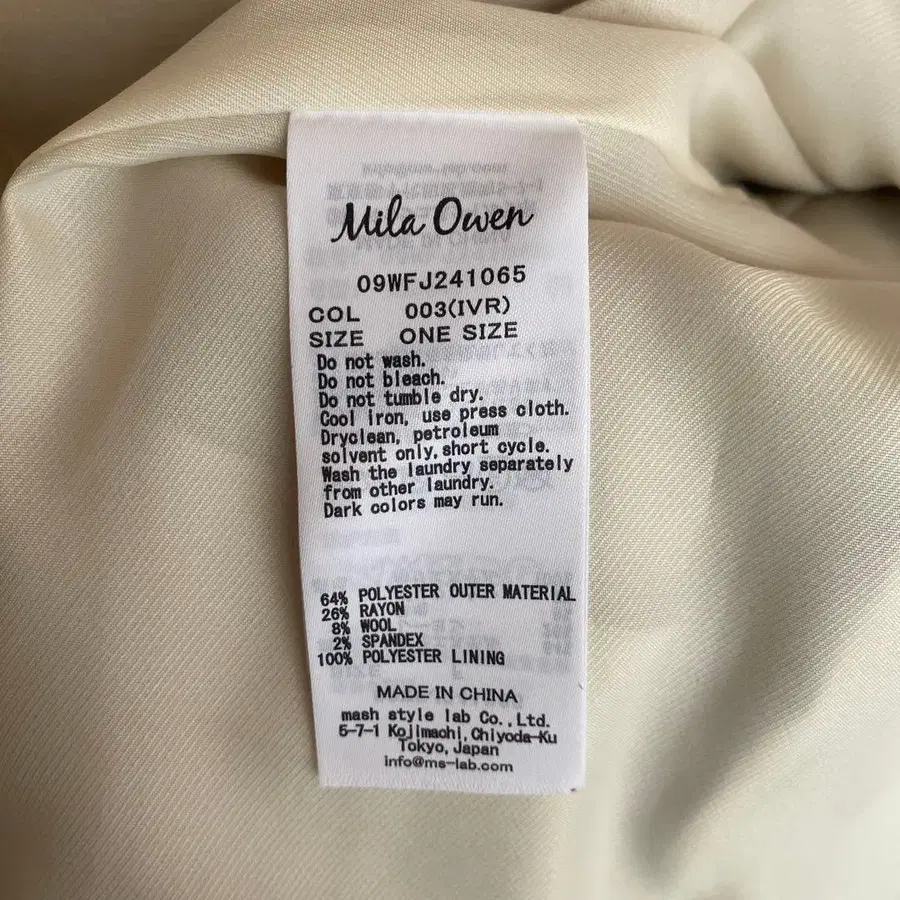 Mila Owen
09WFJ241065
COL 003(IVR)
SIZE ONE SIZE
Do not wash.
Do not bleach.
Do not tumble dry.
Cool iron, use press cloth.
Dryclean, petroleum
solvent only, short cycle.
Wash the laundry separately
from other laundry.
Dark colors may run.
64% POLYESTER OUTER MATERIAL
26% RAYON
8% WOOL
2% SPANDEX
100% POLYESTER LINING
MADE IN CHINA
mash style lab Co.,Ltd.
5-7-1 Kojimachi,Chiyoda-Ku
Tokyo,Japan
info@ms-lab.com